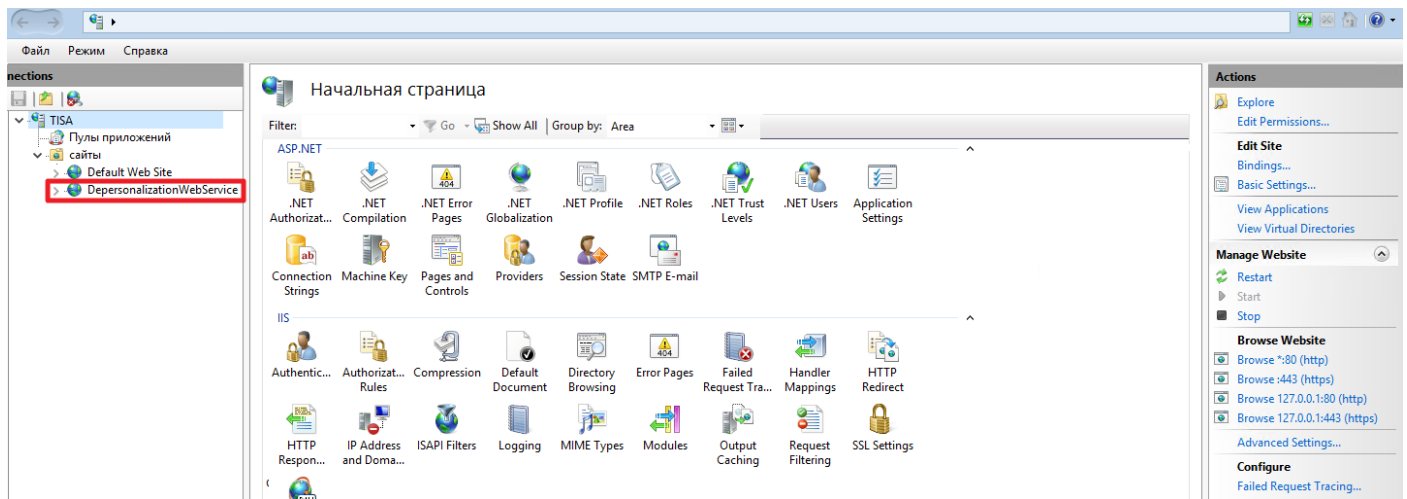 Файл Режим Справка
nections
TISA
Пулы приложений
сайты
Default Web Site
DepersonalizationWebService
Начальная страница
Filter: Go Show All Group by: Area
ASP.NET
.NET Authorizat...
.NET Compilation
.NET Error Pages
.NET Globalization
.NET Profile
.NET Roles
.NET Trust Levels
.NET Users
Application Settings
Connection Strings
Machine Key
Pages and Controls
Providers
Session State
SMTP E-mail
IIS
Authentic...
Authorizat... Rules
Compression
Default Document
Directory Browsing
Error Pages
Failed Request Tra...
Handler Mappings
HTTP Redirect
HTTP Respon...
IP Address and Doma...
ISAPI Filters
Logging
MIME Types
Modules
Output Caching
Request Filtering
SSL Settings
Actions
Explore
Edit Permissions...
Edit Site
Bindings...
Basic Settings...
View Applications
View Virtual Directories
Manage Website
Restart
Start
Stop
Browse Website
Browse *:80 (http)
Browse :443 (https)
Browse 127.0.0.1:80 (http)
Browse 127.0.0.1:443 (https)
Advanced Settings...
Configure
Failed Request Tracing...